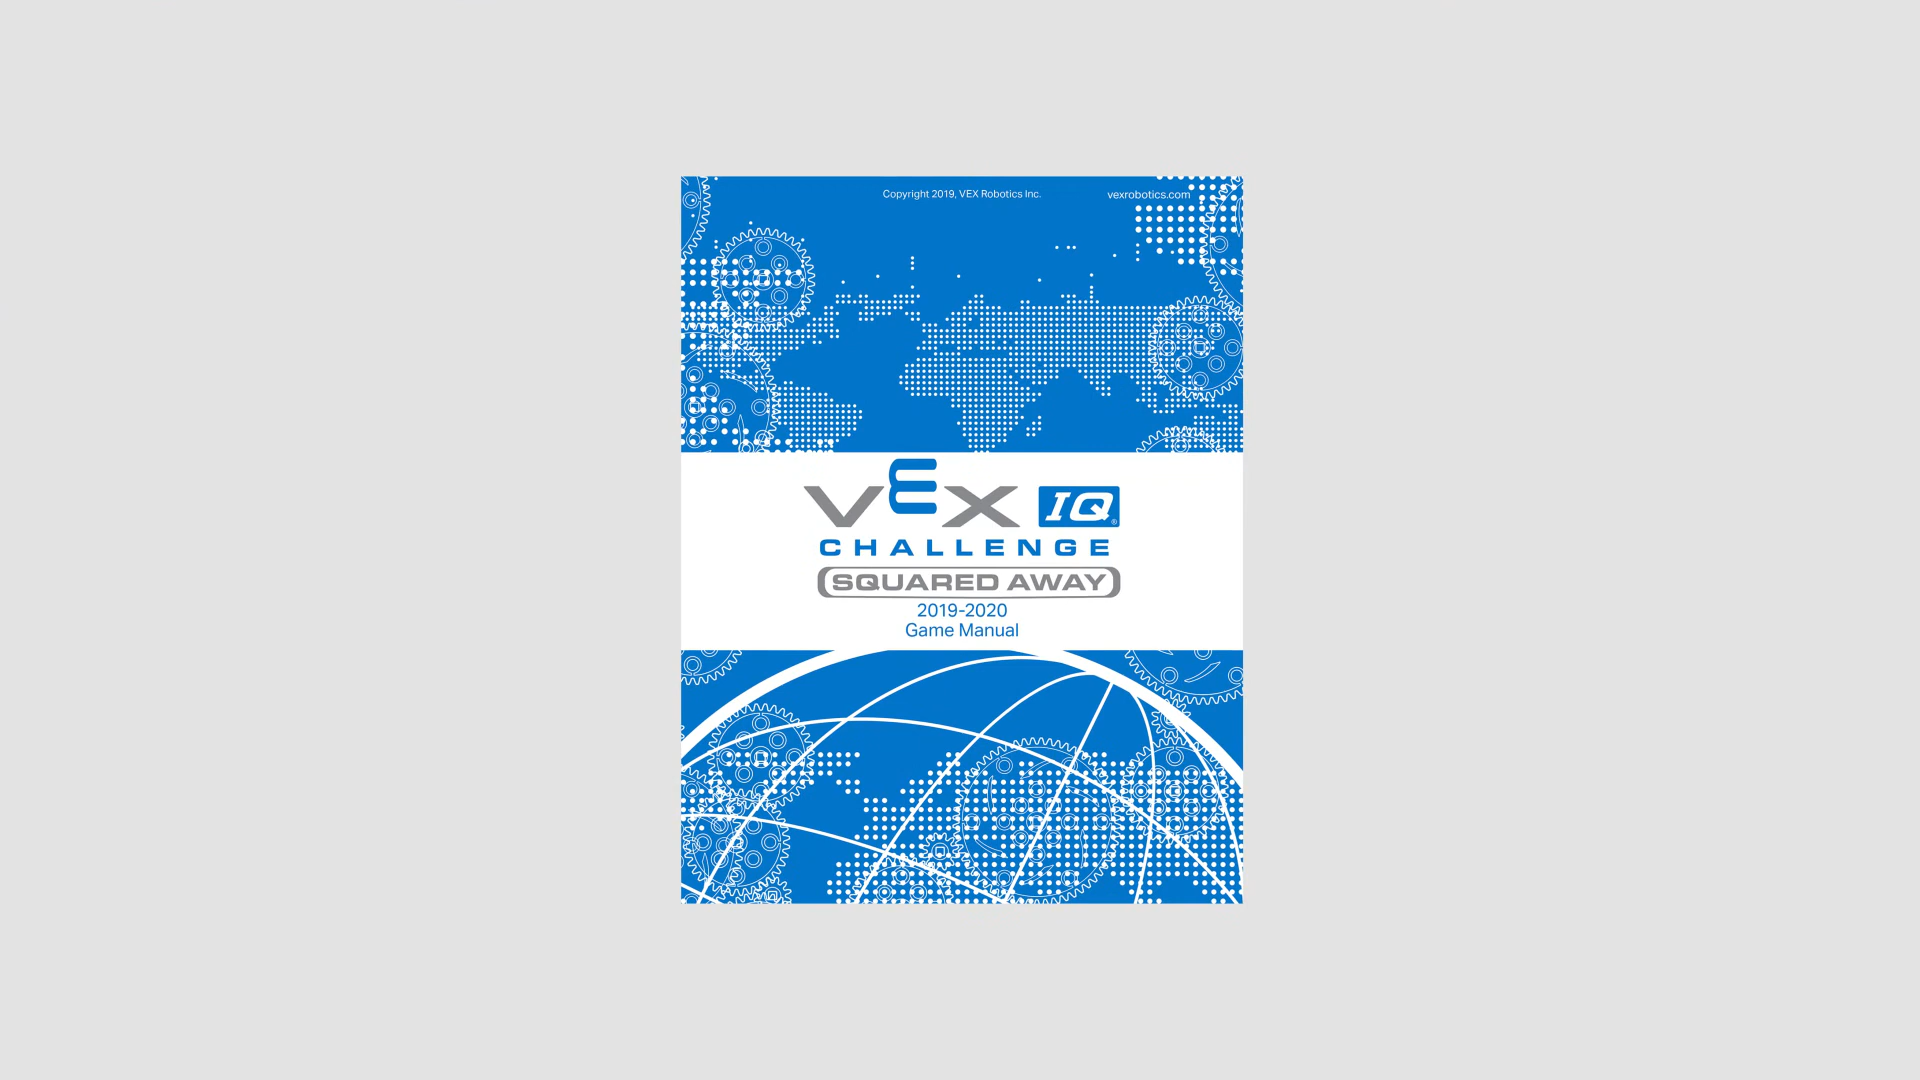 Copyright 2019, VEX Robotics Inc.
vexrobotics.com
VEX IQ®
CHALLENGE
SQUARED AWAY
2019-2020
Game Manual